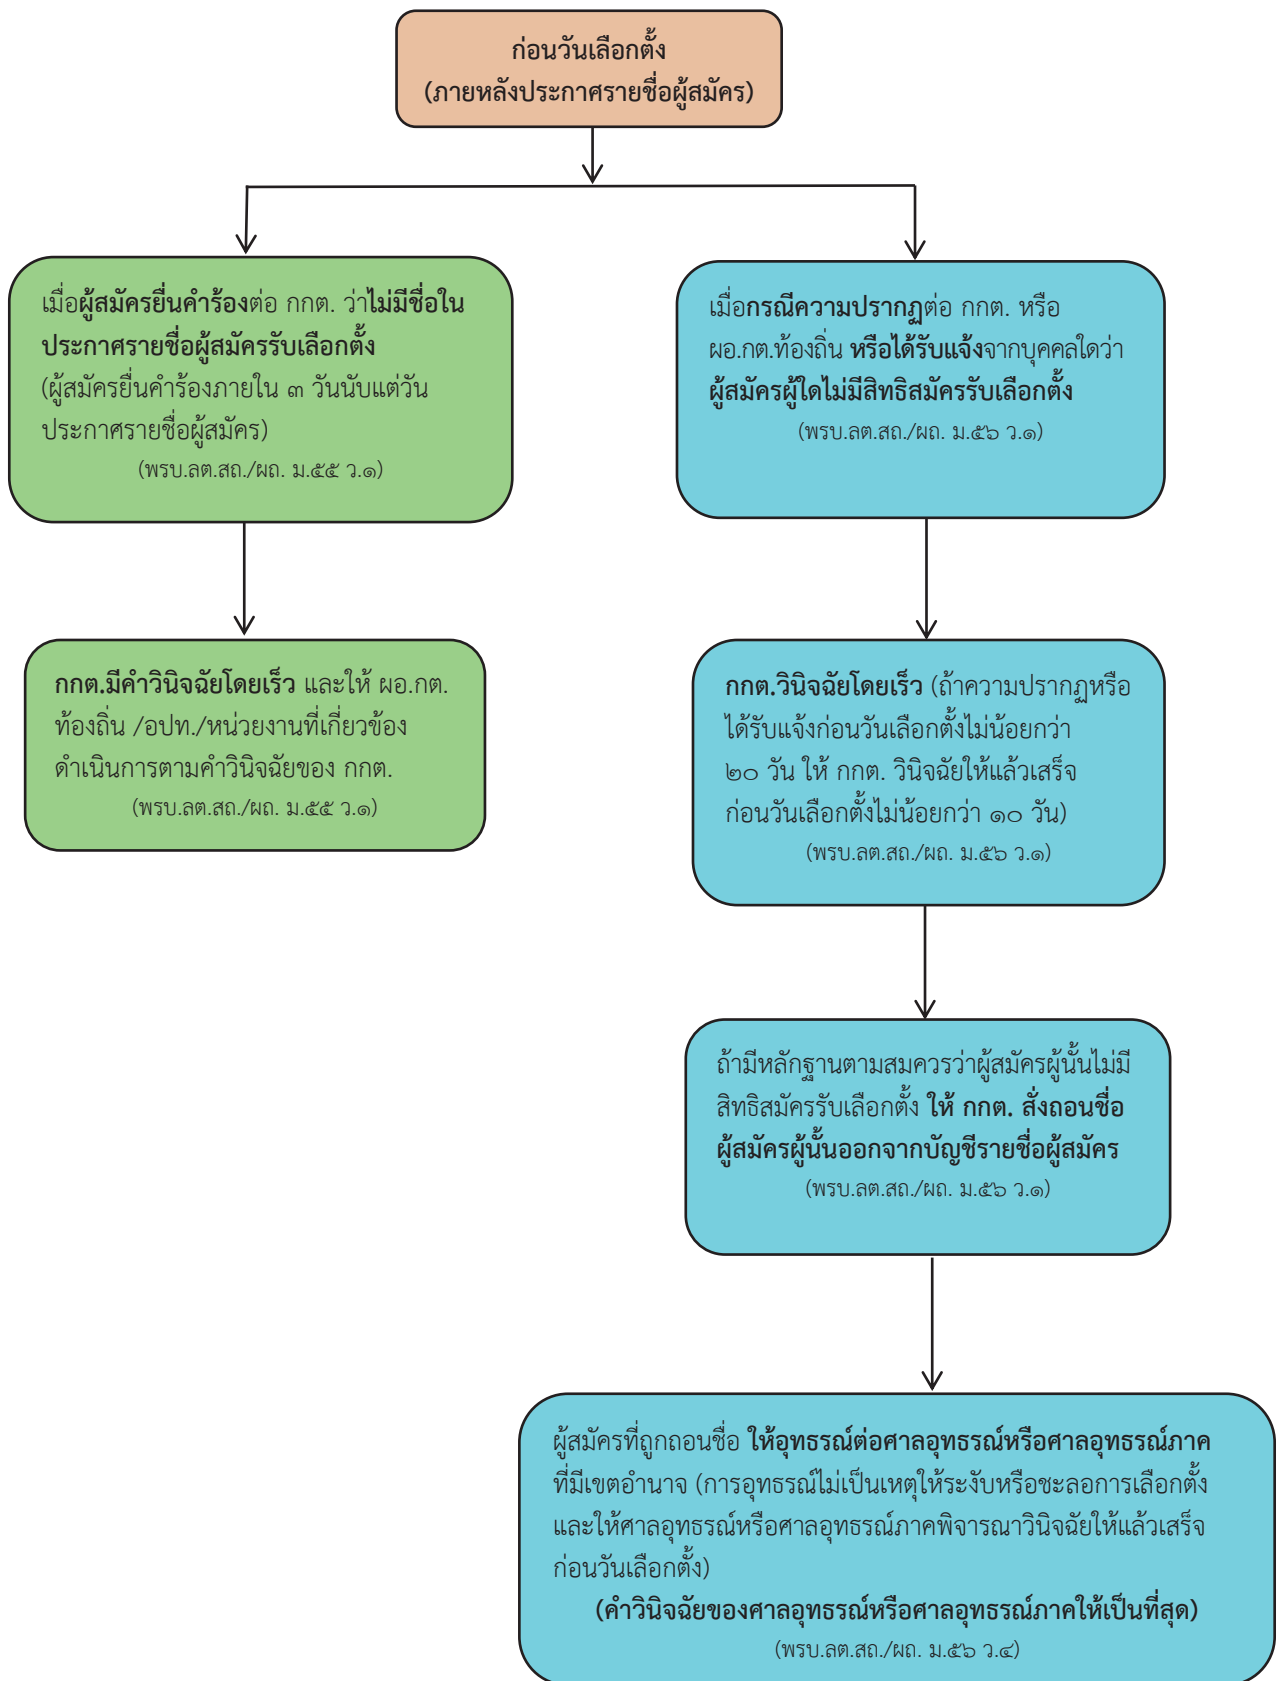 ก่อนวันเลือกตั้ง
(ภายหลังประกาศรายชื่อผู้สมัคร)
เมื่อผู้สมัครยื่นคำร้องต่อ กกต. ว่าไม่มีชื่อใน
ประกาศรายชื่อผู้สมัครรับเลือกตั้ง
(ผู้สมัครยื่นคำร้องภายใน ๓ วันนับแต่วัน
ประกาศรายชื่อผู้สมัคร)
(พรบ.ลต.สถ./ผถ. ม.๕๕ ว.๑)
กกต.มีคำวินิจฉัยโดยเร็ว และให้ ผอ.กต.
ท้องถิ่น /อปท./หน่วยงานที่เกี่ยวข้อง
ดำเนินการตามคำวินิจฉัยของ กกต.
(พรบ.ลต.สถ./ผถ. ม.๕๕ ว.๑)
เมื่อกรณีความปรากฏต่อ กกต. หรือ
ผอ.กต.ท้องถิ่น หรือได้รับแจ้งจากบุคคลใดว่า
ผู้สมัครผู้ใดไม่มีสิทธิสมัครรับเลือกตั้ง
(พรบ.ลต.สถ./ผถ. ม.๕๖ ว.๑)
กกต.วินิจฉัยโดยเร็ว (ถ้าความปรากฏหรือ
ได้รับแจ้งก่อนวันเลือกตั้งไม่น้อยกว่า
๒๐ วัน ให้ กกต. วินิจฉัยให้แล้วเสร็จ
ก่อนวันเลือกตั้งไม่น้อยกว่า ๑๐ วัน)
(พรบ.ลต.สถ./ผถ. ม.๕๖ ว.๑)
ถ้ามีหลักฐานตามสมควรว่าผู้สมัครผู้นั้นไม่มี
สิทธิสมัครรับเลือกตั้ง ให้ กกต. สั่งถอนชื่อ
ผู้สมัครผู้นั้นออกจากบัญชีรายชื่อผู้สมัคร
(พรบ.ลต.สถ./ผถ. ม.๕๖ ว.๑)
ผู้สมัครที่ถูกถอนชื่อ ให้อุทธรณ์ต่อศาลอุทธรณ์หรือศาลอุทธรณ์ภาค
ที่มีเขตอำนาจ (การอุทธรณ์ไม่เป็นเหตุให้ระงับหรือชะลอการเลือกตั้ง
และให้ศาลอุทธรณ์หรือศาลอุทธรณ์ภาคพิจารณาวินิจฉัยให้แล้วเสร็จ
ก่อนวันเลือกตั้ง)
(คำวินิจฉัยของศาลอุทธรณ์หรือศาลอุทธรณ์ภาคให้เป็นที่สุด)
(พรบ.ลต.สถ./ผถ. ม.๕๖ ว.๔)